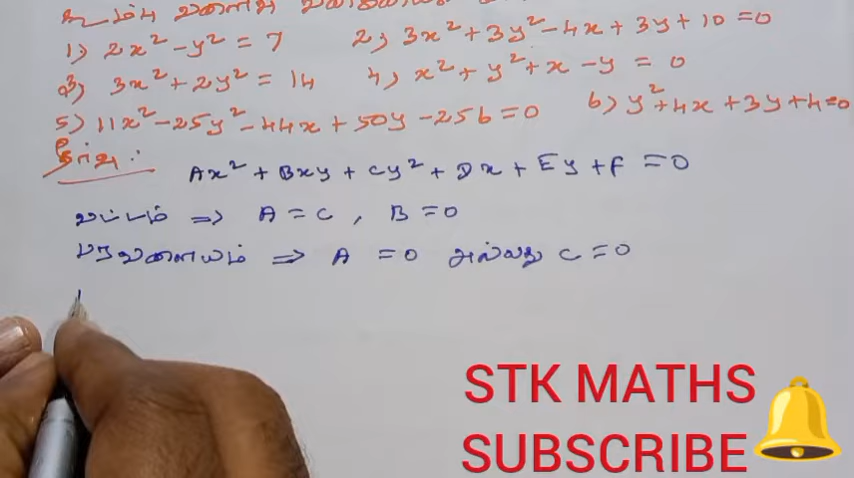 1) 2x² - y² = 7   2) 3x² + 3y² - 4x + 3y + 10 = 0
3) 3x² + 2y² = 14   4) x² + y² + x - y = 0
5) 11x² - 25y² - 44x + 50y - 256 = 0   6) y² + 4x + 3y + 4 = 0
தீர்வு :
Ax² + Bxy + Cy² + Dx + Ey + F = 0
வட்டம் ⇒ A = C , B = 0
பரவளையம் ⇒ A = 0 அல்லது C = 0
STK MATHS
SUBSCRIBE